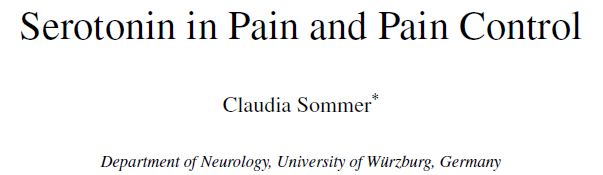 Serotonin in Pain and Pain Control
Claudia Sommer*
Department of Neurology, University of Würzburg, Germany